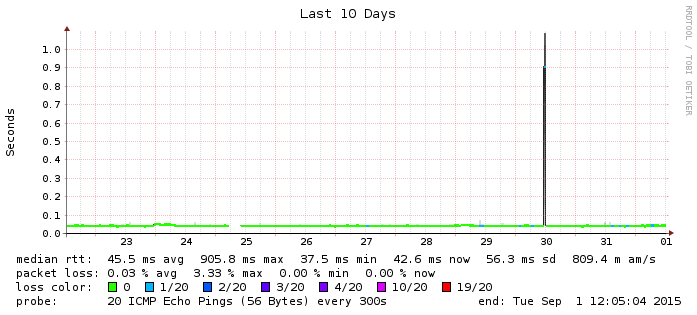 Last 10 Days
RRDTOOL / TOBI OETIKER
Seconds
1.0
0.9
0.8
0.7
0.6
0.5
0.4
0.3
0.2
0.1
0.0
23 24 25 26 27 28 29 30 31 01
median rtt: 45.5 ms avg 905.8 ms max 37.5 ms min 42.6 ms now 56.3 ms sd 809.4 m am/s
packet loss: 0.03 % avg 3.33 % max 0.00 % min 0.00 % now
loss color: 0 1/20 2/20 3/20 4/20 10/20 19/20
probe: 20 ICMP Echo Pings (56 Bytes) every 300s end: Tue Sep 1 12:05:04 2015